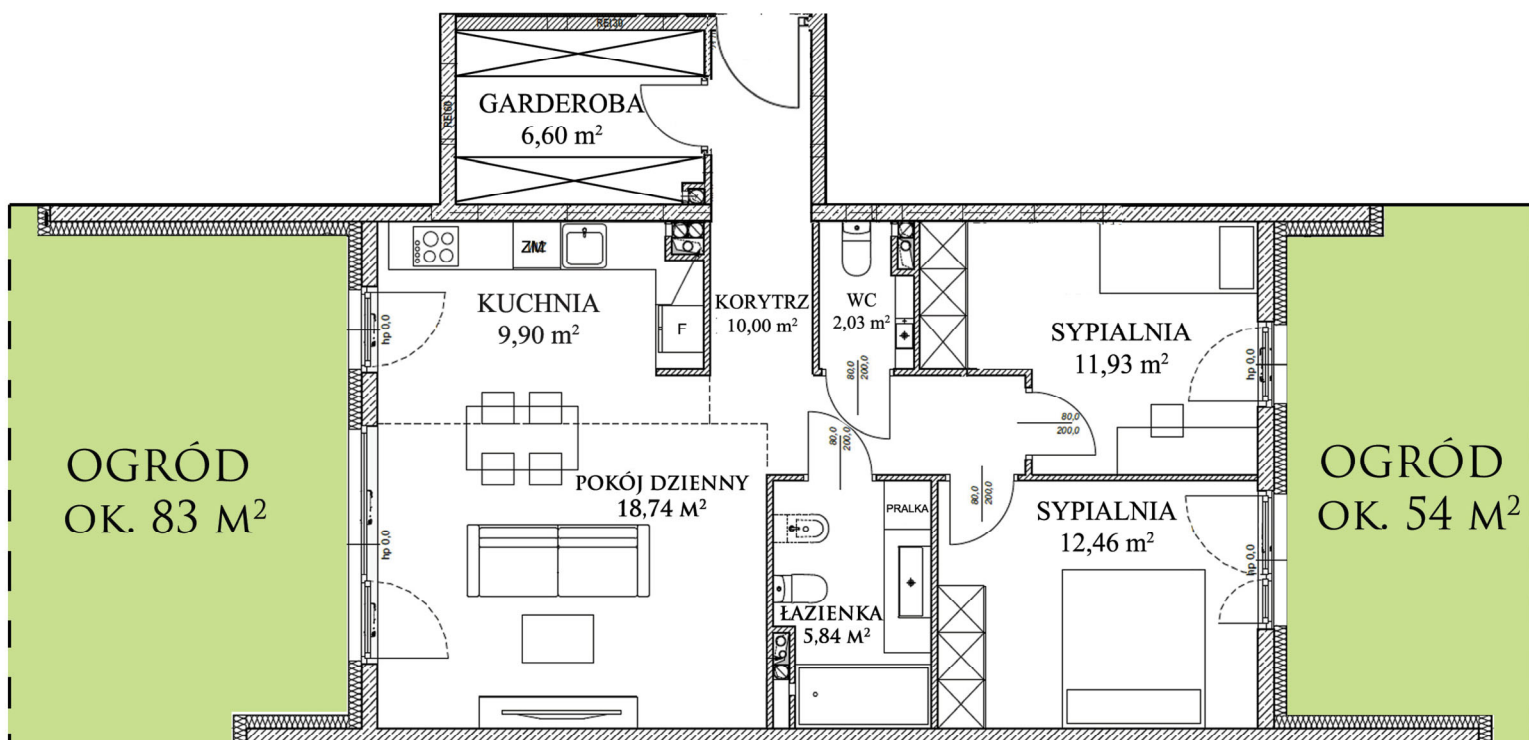 REI30
REI60
GARDEROBA
6,60 m²
ZM
KUCHNIA
9,90 m²
F
KORYTRZ
10,00 m²
WC
2,03 m²
SYPIALNIA
11,93 m²
hp 0,0
hp 0,0
80,0
200,0
80,0
200,0
80,0
200,0
80,0
200,0
OGRÓD
OK. 83 M²
POKÓJ DZIENNY
18,74 M²
PRALKA
SYPIALNIA
12,46 m²
OGRÓD
OK. 54 M²
hp 0,0
hp 0,0
ŁAZIENKA
5,84 M²